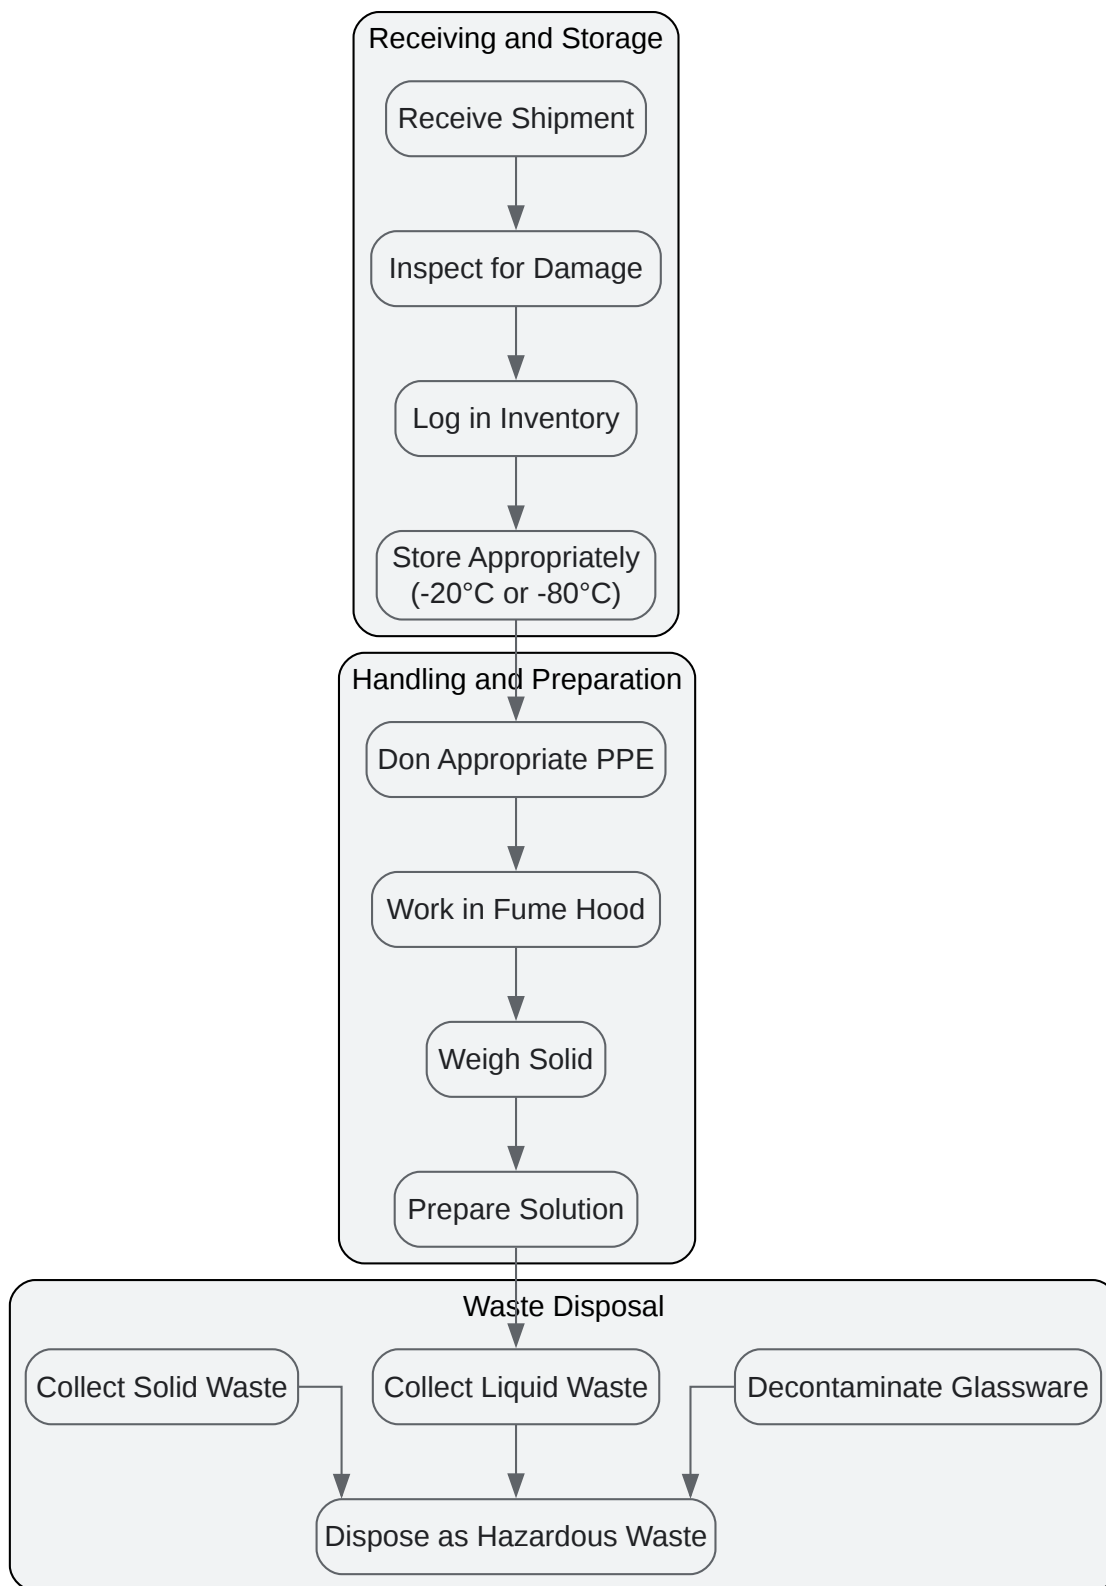 Receiving and Storage
Receive Shipment
Inspect for Damage
Log in Inventory
Store Appropriately
(-20°C or -80°C)
Handling and Preparation
Don Appropriate PPE
Work in Fume Hood
Weigh Solid
Prepare Solution
Waste Disposal
Collect Solid Waste
Collect Liquid Waste
Decontaminate Glassware
Dispose as Hazardous Waste